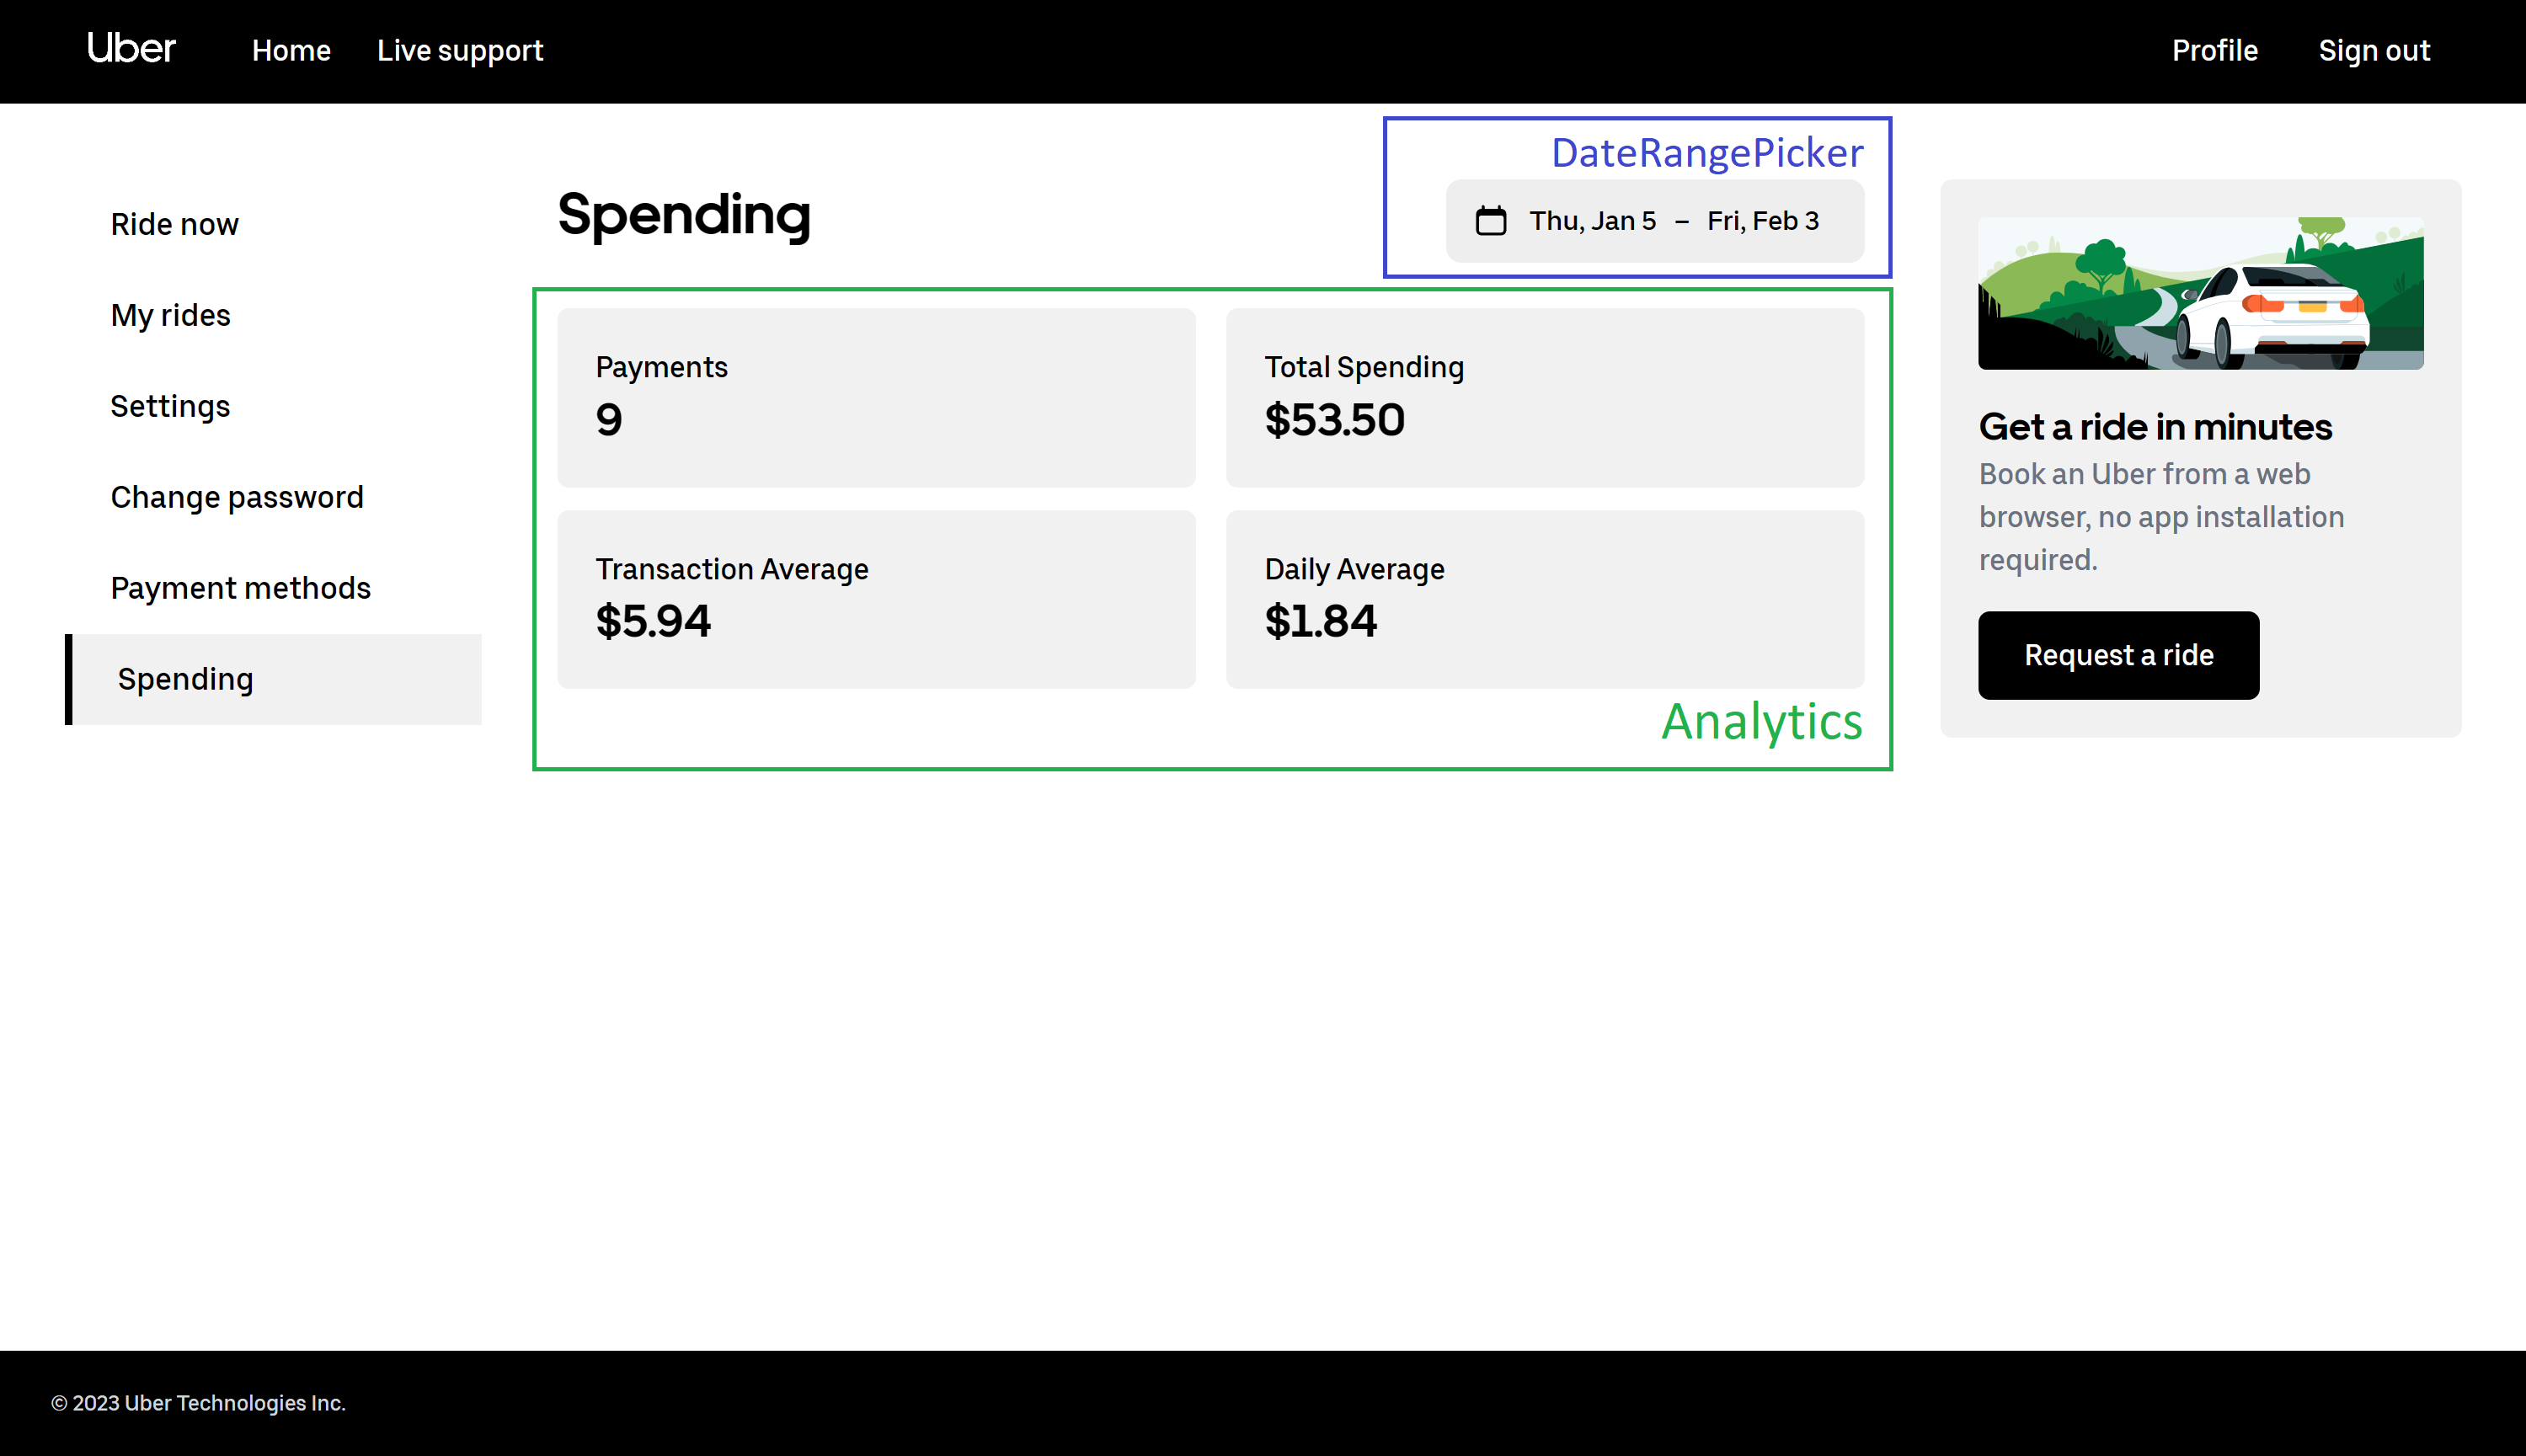 Uber
Home
Live support
Profile
Sign out
Ride now
My rides
Settings
Change password
Payment methods
Spending
Spending
DateRangePicker
Thu, Jan 5 – Fri, Feb 3
Payments
9
Total Spending
$53.50
Transaction Average
$5.94
Daily Average
$1.84
Analytics
Get a ride in minutes
Book an Uber from a web
browser, no app installation
required.
Request a ride
© 2023 Uber Technologies Inc.